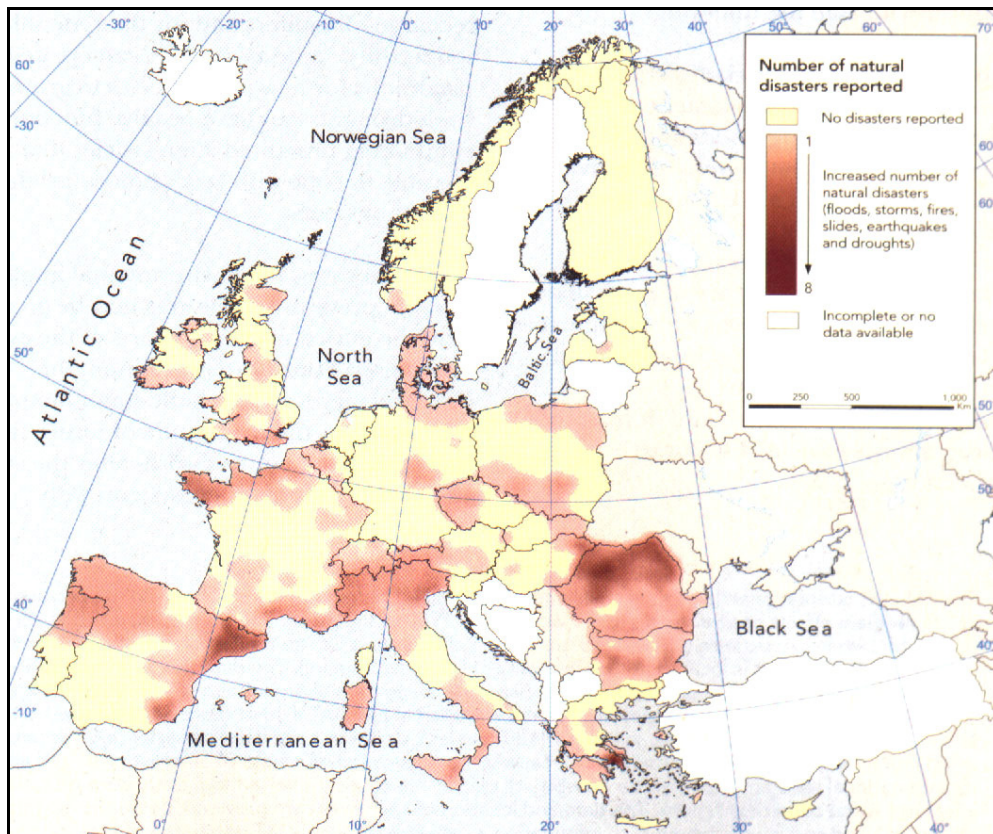 -10°
-20°
0°
10°
20°
30°
60°
-30°
50°
40°
-10°
0°
10°
20°
30°
40°
40°
50°
50°
60°
60°
70°
Norwegian Sea
Atlantic Ocean
North
Sea
Baltic Sea
Black Sea
Mediterranean Sea
Number of natural
disasters reported
No disasters reported
1
Increased number of
natural disasters
(floods, storms, fires,
slides, earthquakes
and droughts)
8
Incomplete or no
data available
0 250 500 1,000
Km